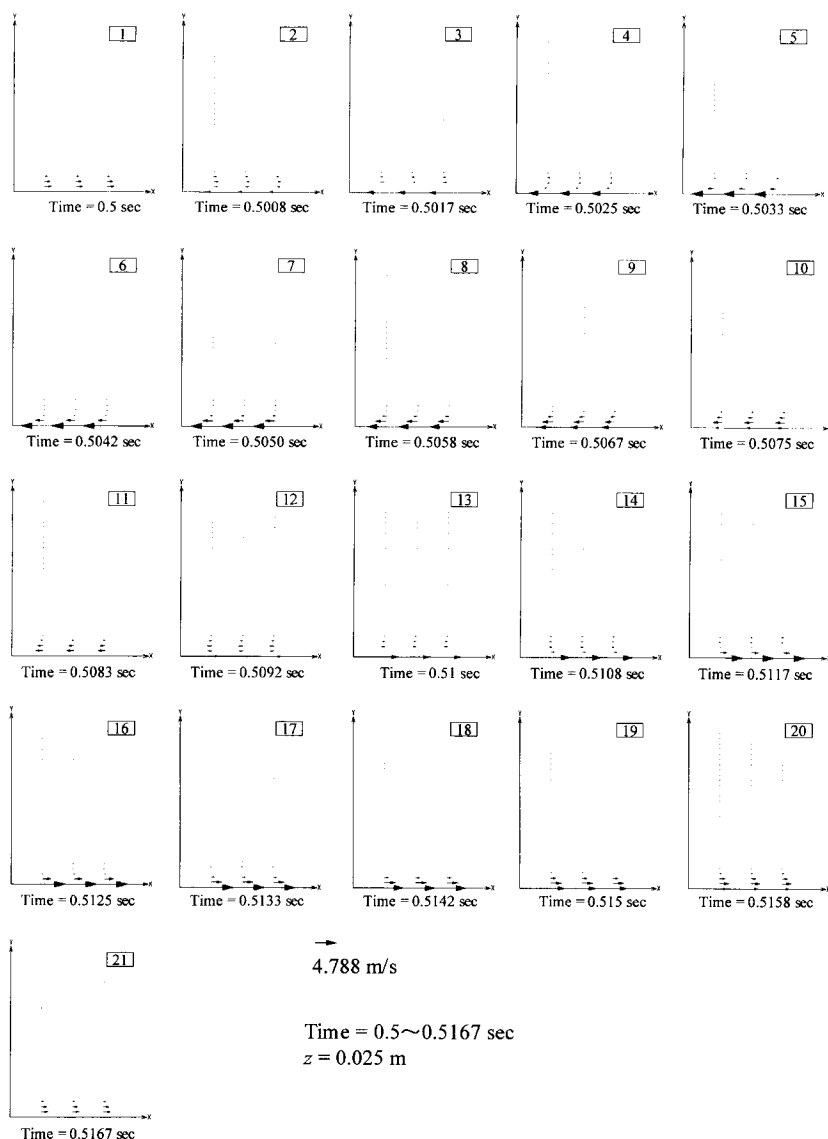 Y Y Y Y Y
1 2 3 4 5
X X X X X
Time = 0.5 sec Time = 0.5008 sec Time = 0.5017 sec Time = 0.5025 sec Time = 0.5033 sec
Y Y Y Y Y
6 7 8 9 10
X X X X X
Time = 0.5042 sec Time = 0.5050 sec Time = 0.5058 sec Time = 0.5067 sec Time = 0.5075 sec
Y Y Y Y Y
11 12 13 14 15
X X X X X
Time = 0.5083 sec Time = 0.5092 sec Time = 0.51 sec Time = 0.5108 sec Time = 0.5117 sec
Y Y Y Y Y
16 17 18 19 20
X X X X X
Time = 0.5125 sec Time = 0.5133 sec Time = 0.5142 sec Time = 0.515 sec Time = 0.5158 sec
Y
21
X
Time = 0.5167 sec
4.788 m/s
Time = 0.5～0.5167 sec
z = 0.025 m